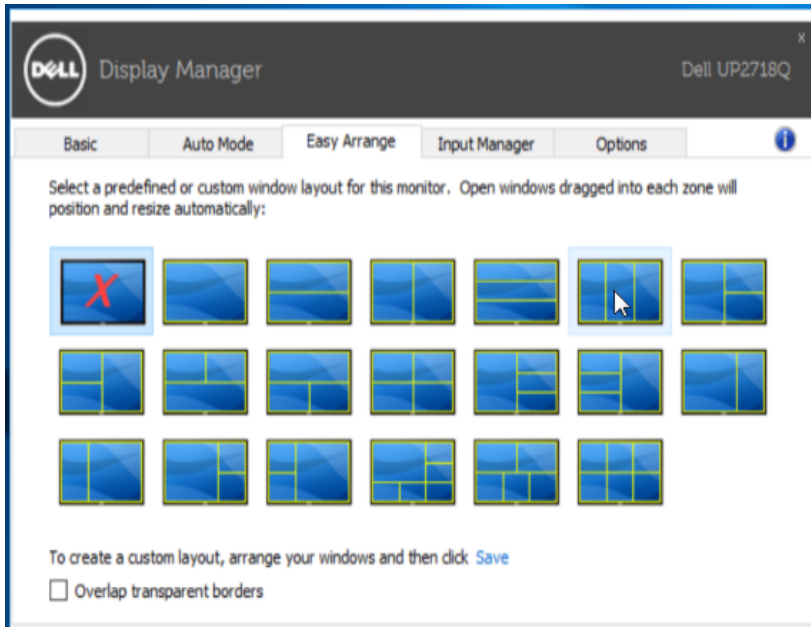 DELL Display Manager
x
Dell UP2718Q
Basic Auto Mode Easy Arrange Input Manager Options i
Select a predefined or custom window layout for this monitor. Open windows dragged into each zone will
position and resize automatically:
X
To create a custom layout, arrange your windows and then click Save
Overlap transparent borders